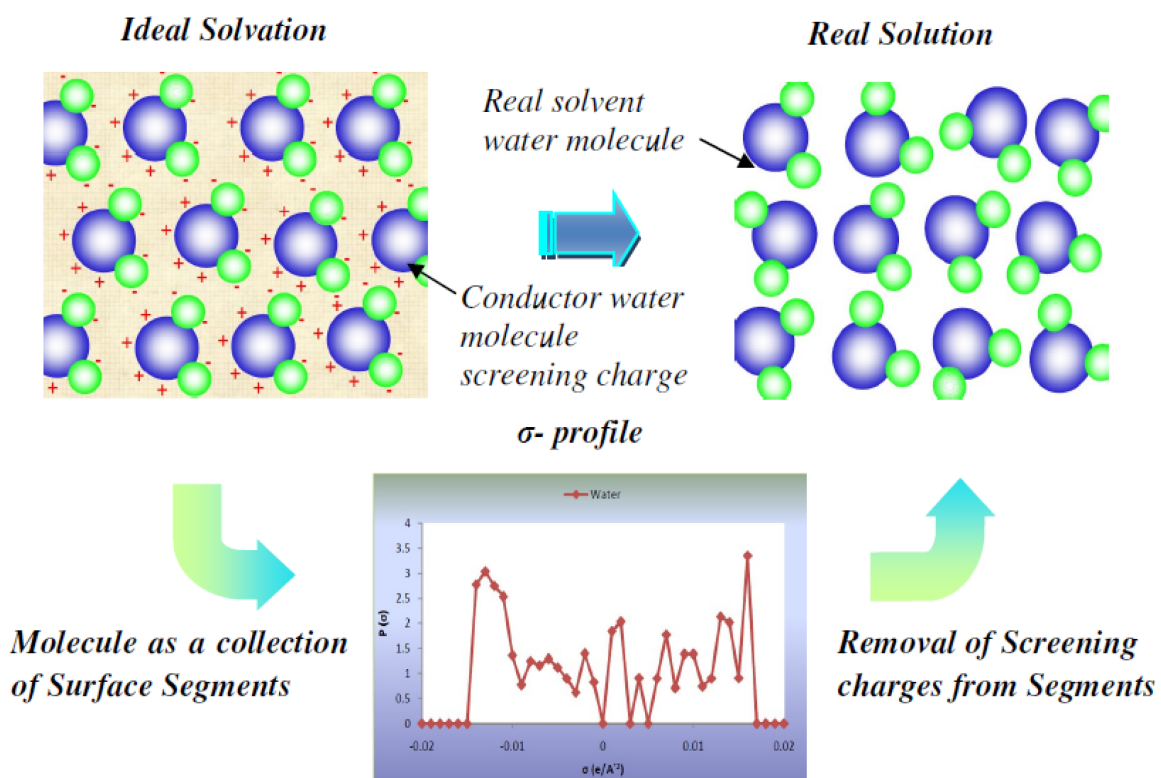 Ideal Solvation
Real Solution
Real solvent
water molecule
Conductor water
molecule
screening charge
σ- profile
Water
4
3.5
3
2.5
2
1.5
1
0.5
0
P (σ)
-0.02
-0.01
0
0.01
0.02
σ (e/A^2)
Molecule as a collection
of Surface Segments
Removal of Screening
charges from Segments